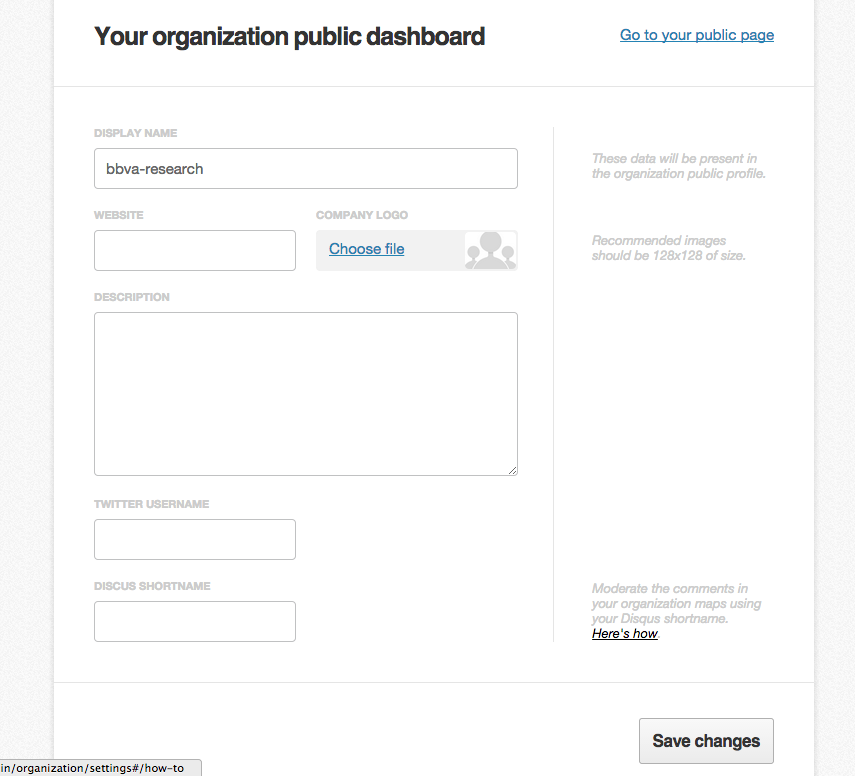 Your organization public dashboard
Go to your public page
DISPLAY NAME
bbva-research
These data will be present in
the organization public profile.
WEBSITE
COMPANY LOGO
Choose file
Recommended images
should be 128x128 of size.
DESCRIPTION
TWITTER USERNAME
DISCUS SHORTNAME
Moderate the comments in
your organization maps using
your Disqus shortname.
Here's how.
Save changes
in/organization/settings#/how-to